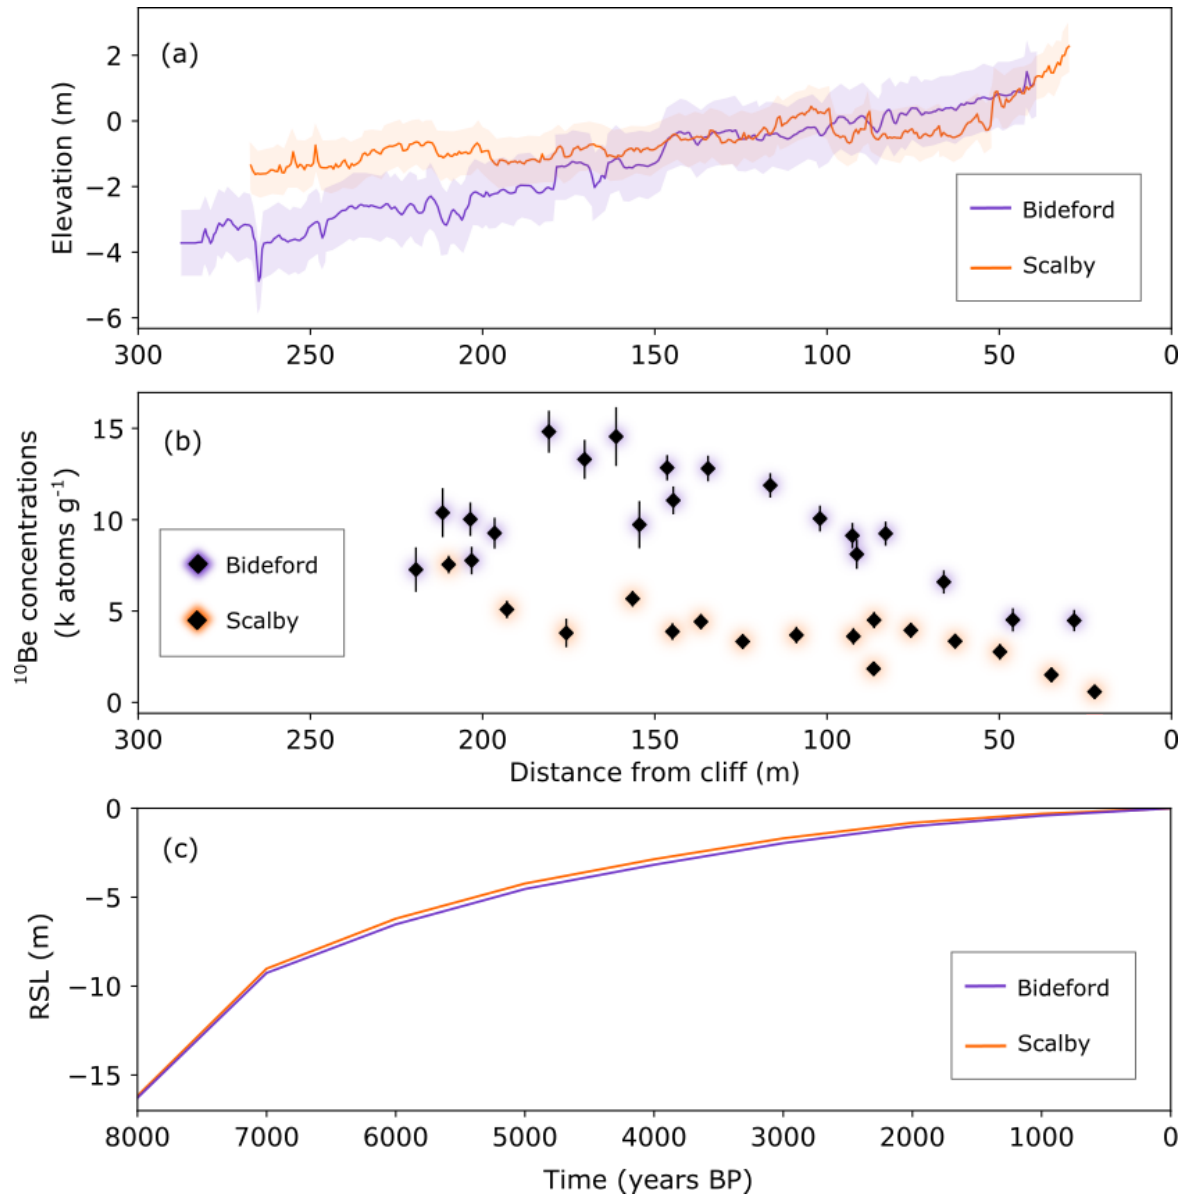 (a)
Elevation (m)
2
0
−2
−4
−6
Bideford
Scalby
300
250
200
150
100
50
0
(b)
¹⁰Be concentrations
(k atoms g⁻¹)
15
10
5
0
Bideford
Scalby
300
250
200
150
100
50
0
Distance from cliff (m)
(c)
RSL (m)
0
−5
−10
−15
Bideford
Scalby
8000
7000
6000
5000
4000
3000
2000
1000
0
Time (years BP)